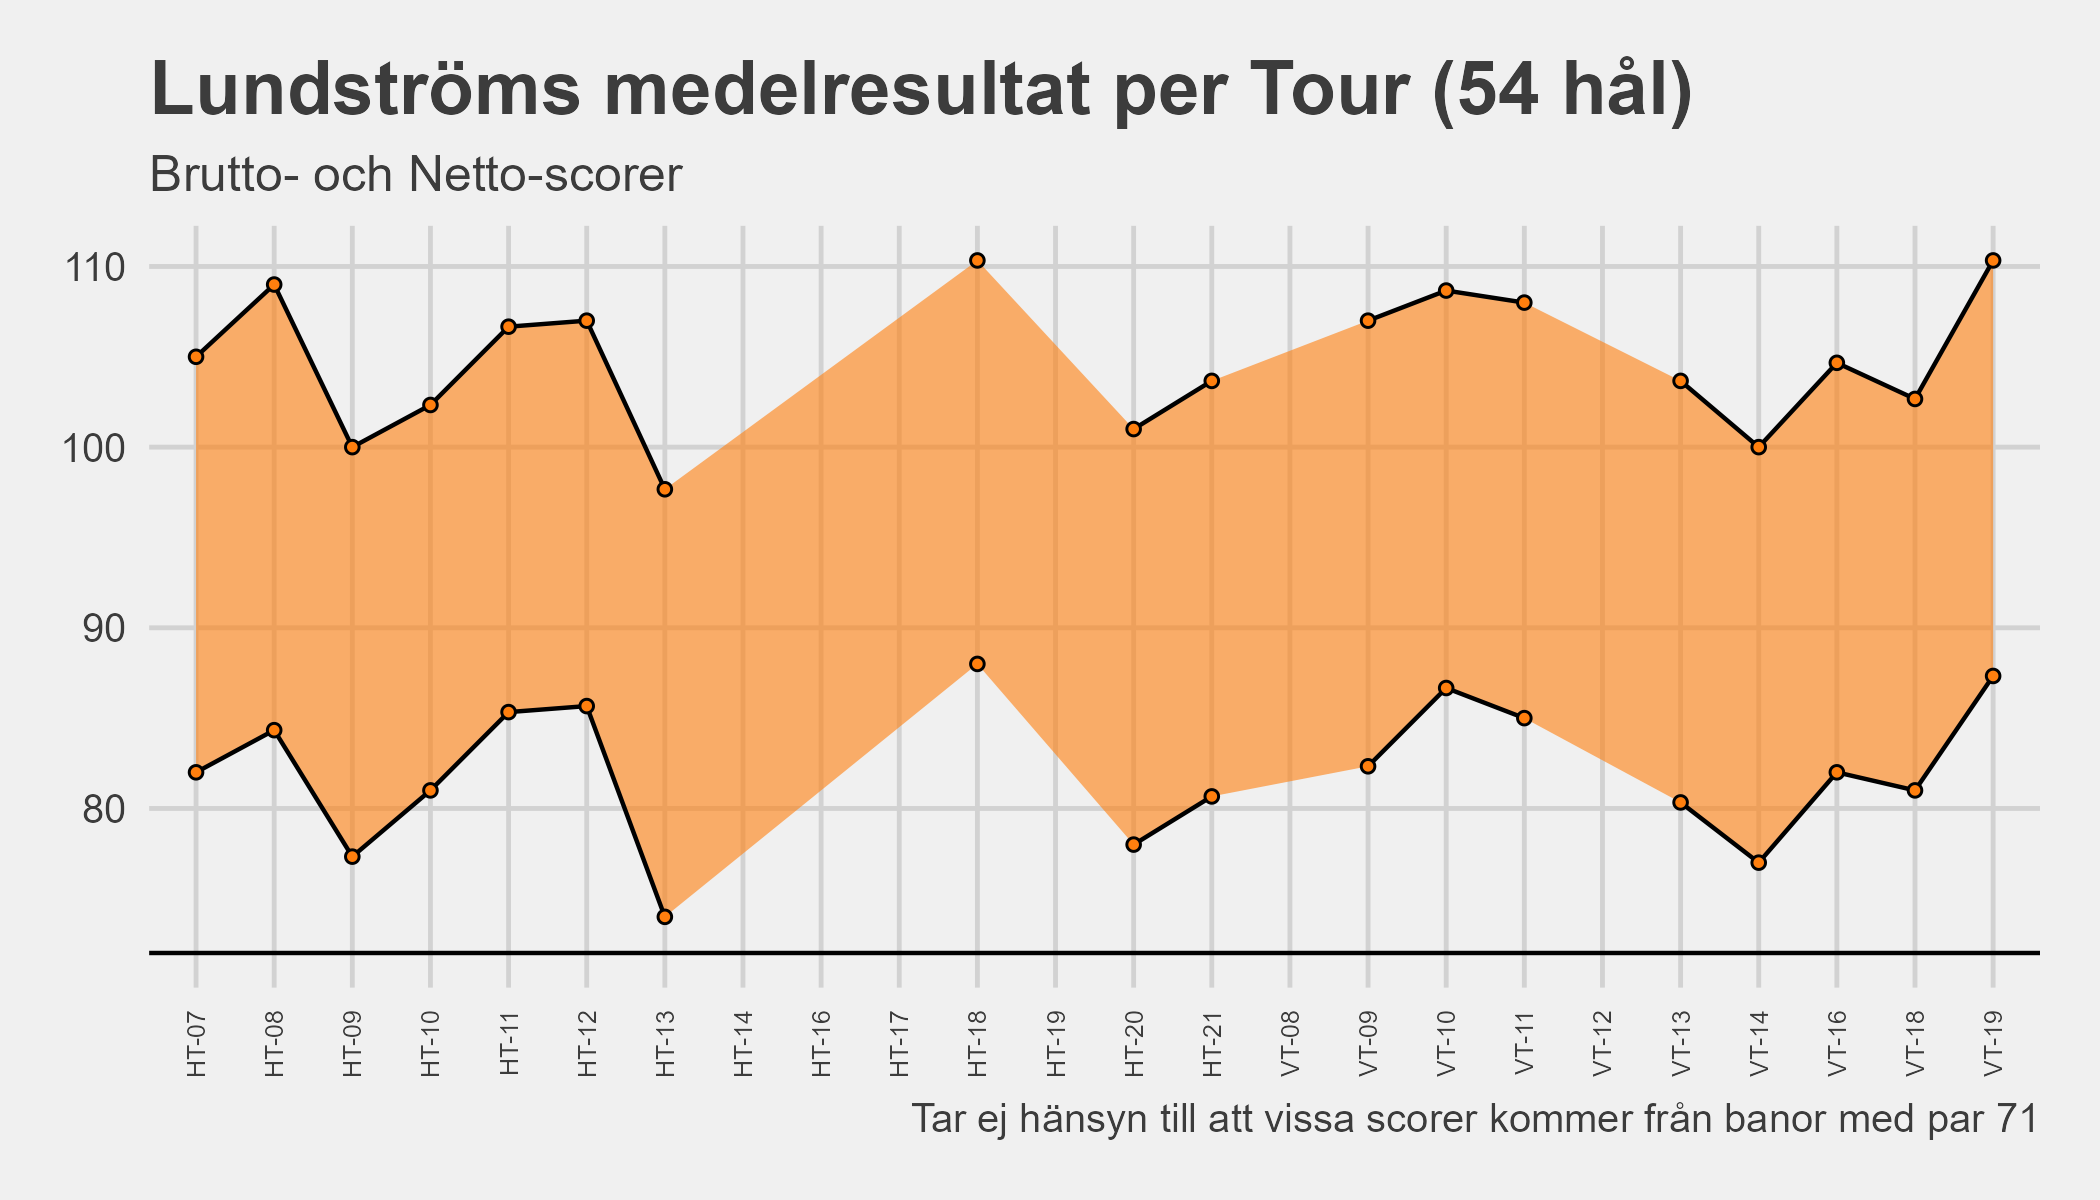 Lundströms medelresultat per Tour (54 hål)
Brutto- och Netto-scorer
110
100
90
80
HT-07
HT-08
HT-09
HT-10
HT-11
HT-12
HT-13
HT-14
HT-16
HT-17
HT-18
HT-19
HT-20
HT-21
VT-08
VT-09
VT-10
VT-11
VT-12
VT-13
VT-14
VT-16
VT-18
VT-19
Tar ej hänsyn till att vissa scorer kommer från banor med par 71